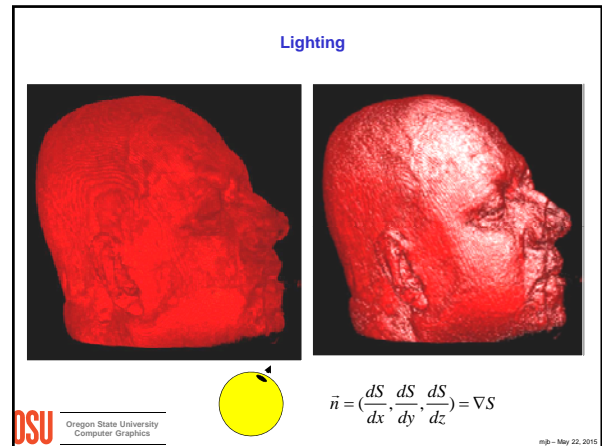 Lighting
n⃗ = (dS/dx, dS/dy, dS/dz) = ∇S
OSU
Oregon State University
Computer Graphics
mjb – May 22, 2015